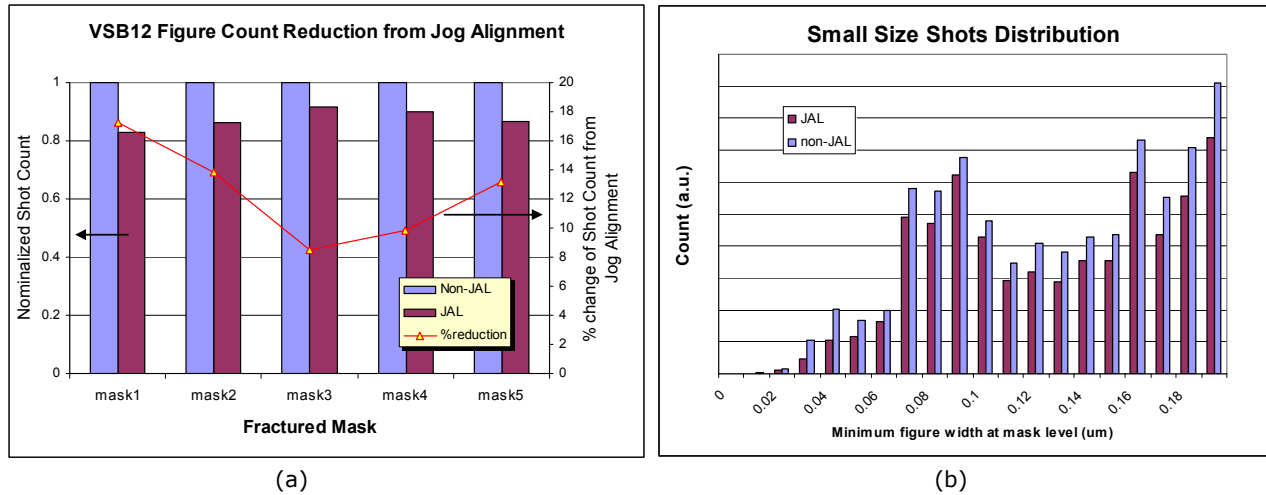 VSB12 Figure Count Reduction from Jog Alignment
Nominalized Shot Count
1
0.8
0.6
0.4
0.2
0
20
18
16
14
12
10
8
6
4
2
0
% change of Shot Count from
Jog Alignment
Non-JAL
JAL
%reduction
mask1
mask2
mask3
mask4
mask5
Fractured Mask
(a)
Small Size Shots Distribution
Count (a.u.)
JAL
non-JAL
0
0.02
0.04
0.06
0.08
0.1
0.12
0.14
0.16
0.18
Minimum figure width at mask level (um)
(b)